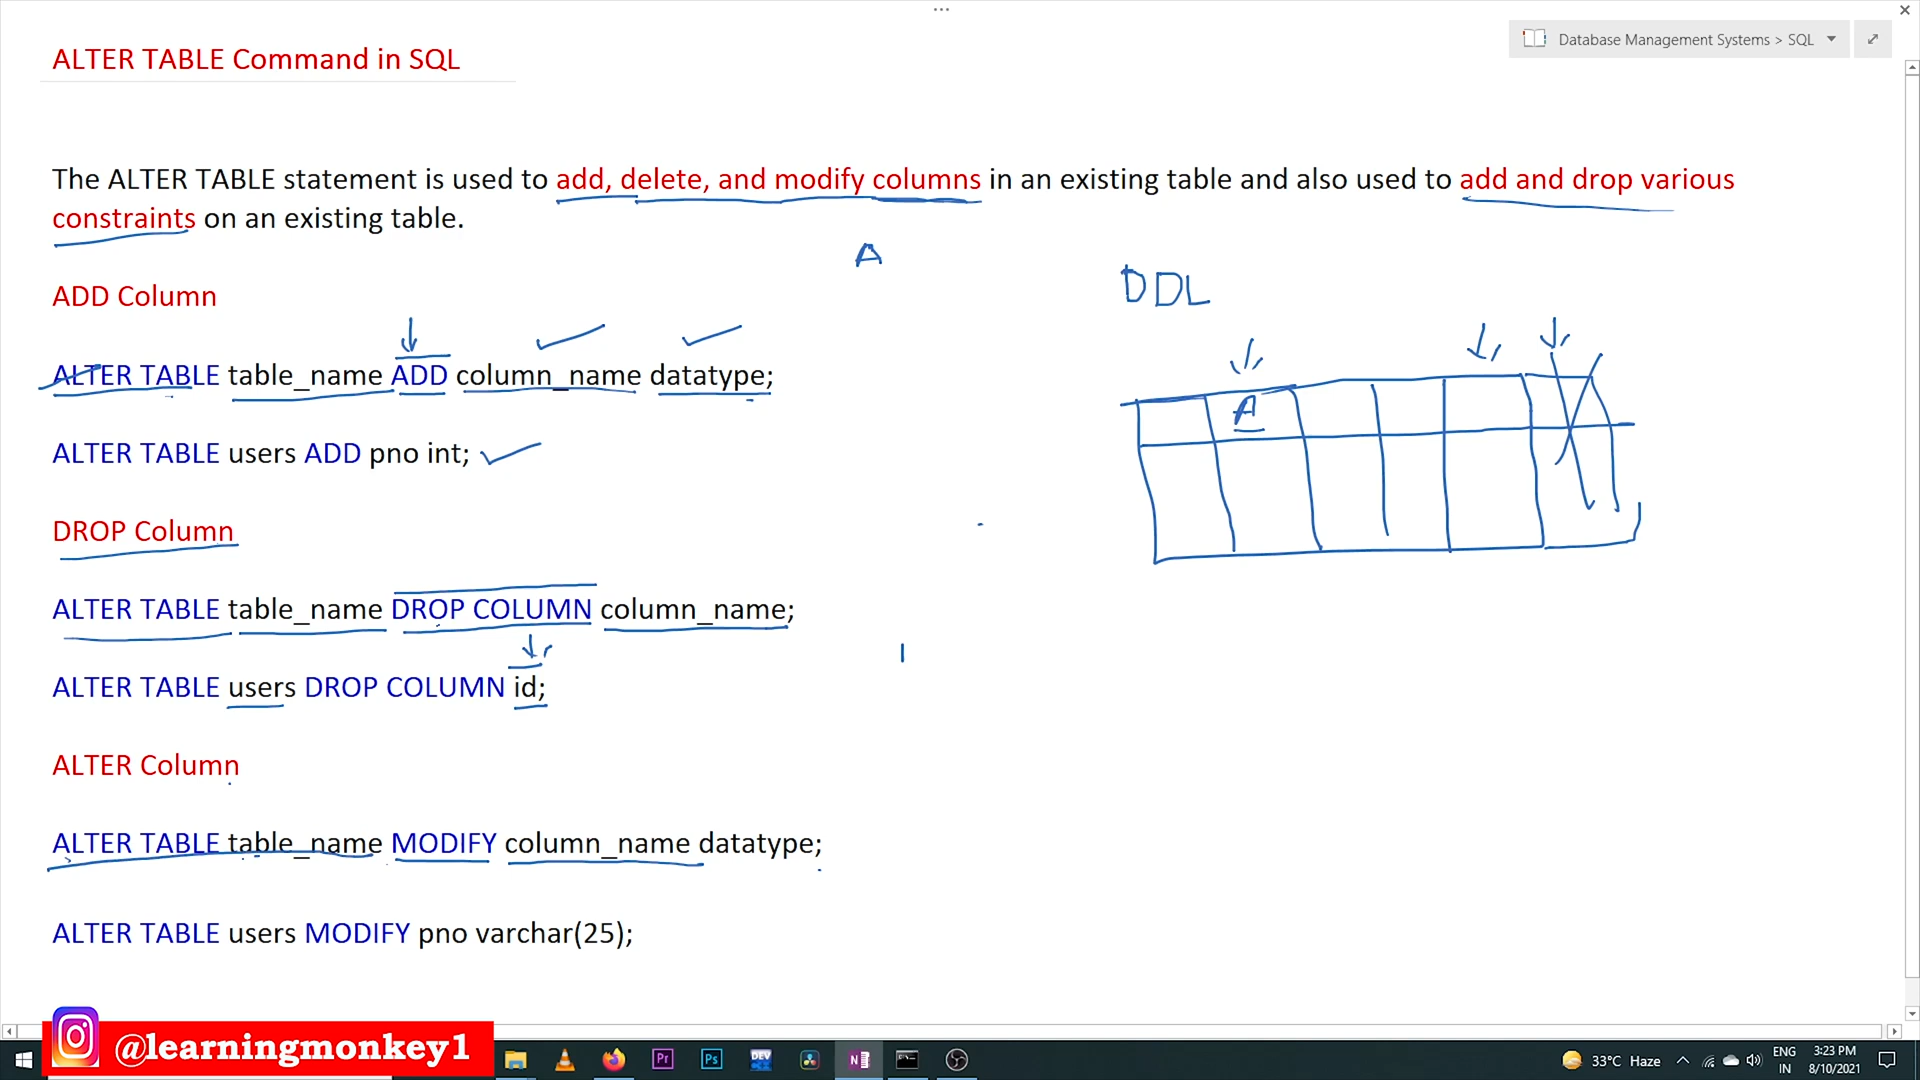 ALTER TABLE Command in SQL
Database Management Systems > SQL
The ALTER TABLE statement is used to add, delete, and modify columns in an existing table and also used to add and drop various
constraints on an existing table.
A
DDL
ADD Column
ALTER TABLE table_name ADD column_name datatype;
A
ALTER TABLE users ADD pno int;
DROP Column
ALTER TABLE table_name DROP COLUMN column_name;
ALTER TABLE users DROP COLUMN id;
ALTER Column
ALTER TABLE table_name MODIFY column_name datatype;
ALTER TABLE users MODIFY pno varchar(25);
@learningmonkey1
Pr
Ps
DEV
N
33°C Haze
ENG
IN
3:23 PM
8/10/2021